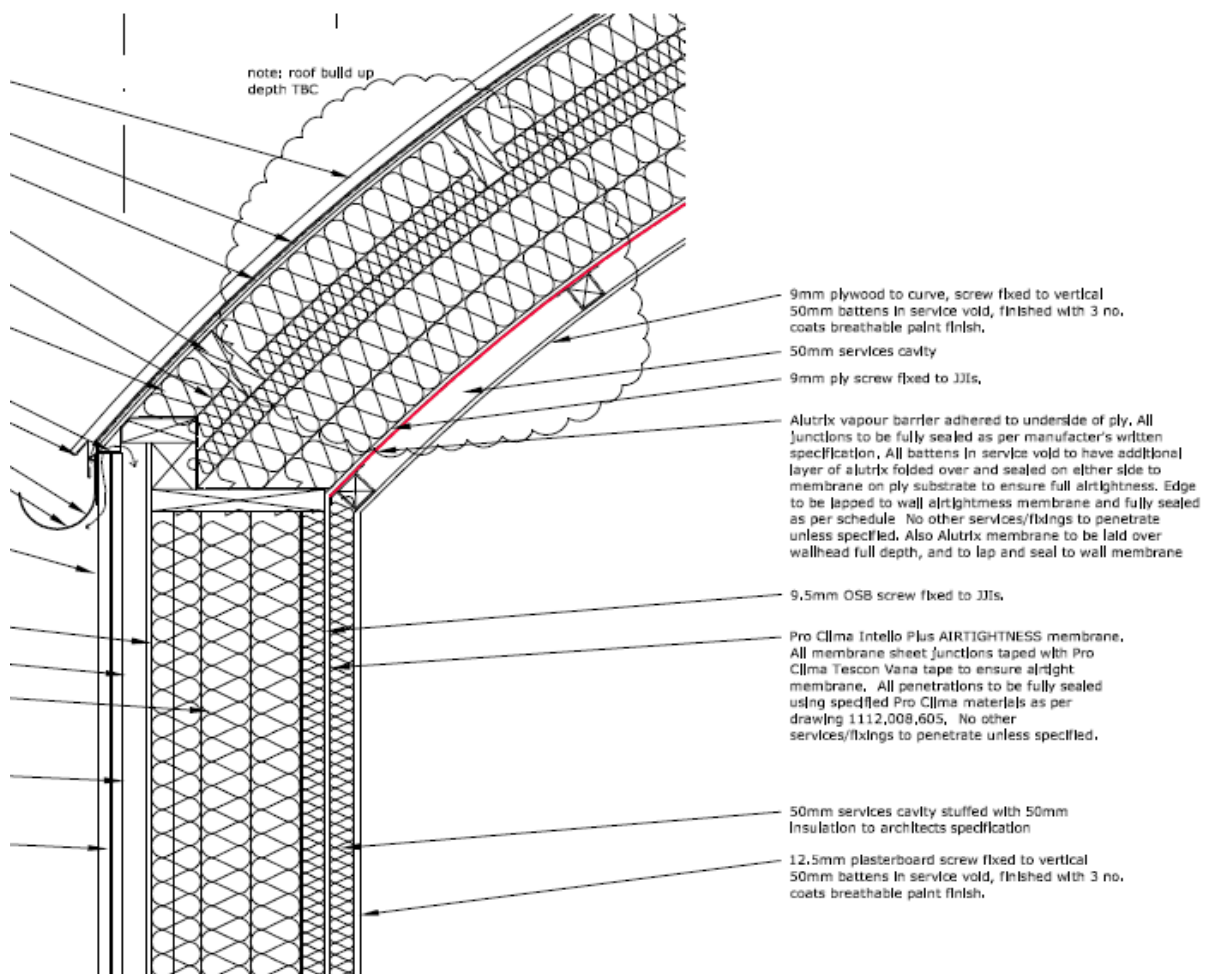 note: roof build up
depth TBC
9mm plywood to curve, screw fixed to vertical
50mm battens in service void, finished with 3 no.
coats breathable paint finish.
50mm services cavity
9mm ply screw fixed to JJIs.
Alutrix vapour barrier adhered to underside of ply. All
junctions to be fully sealed as per manufacter's written
specification. All battens in service void to have additional
layer of alutrix folded over and sealed on either side to
membrane on ply substrate to ensure full airtightness. Edge
to be lapped to wall airtightmess membrane and fully sealed
as per schedule No other services/fixings to penetrate
unless specified. Also Alutrix membrane to be laid over
wallhead full depth, and to lap and seal to wall membrane
9.5mm OSB screw fixed to JJIs.
Pro Clima Intello Plus AIRTIGHTNESS membrane.
All membrane sheet junctions taped with Pro
Clima Tescon Vana tape to ensure airtight
membrane. All penetrations to be fully sealed
using specified Pro Clima materials as per
drawing 1112.008.605. No other
services/fixings to penetrate unless specified.
50mm services cavity stuffed with 50mm
insulation to architects specification
12.5mm plasterboard screw fixed to vertical
50mm battens in service void, finished with 3 no.
coats breathable paint finish.